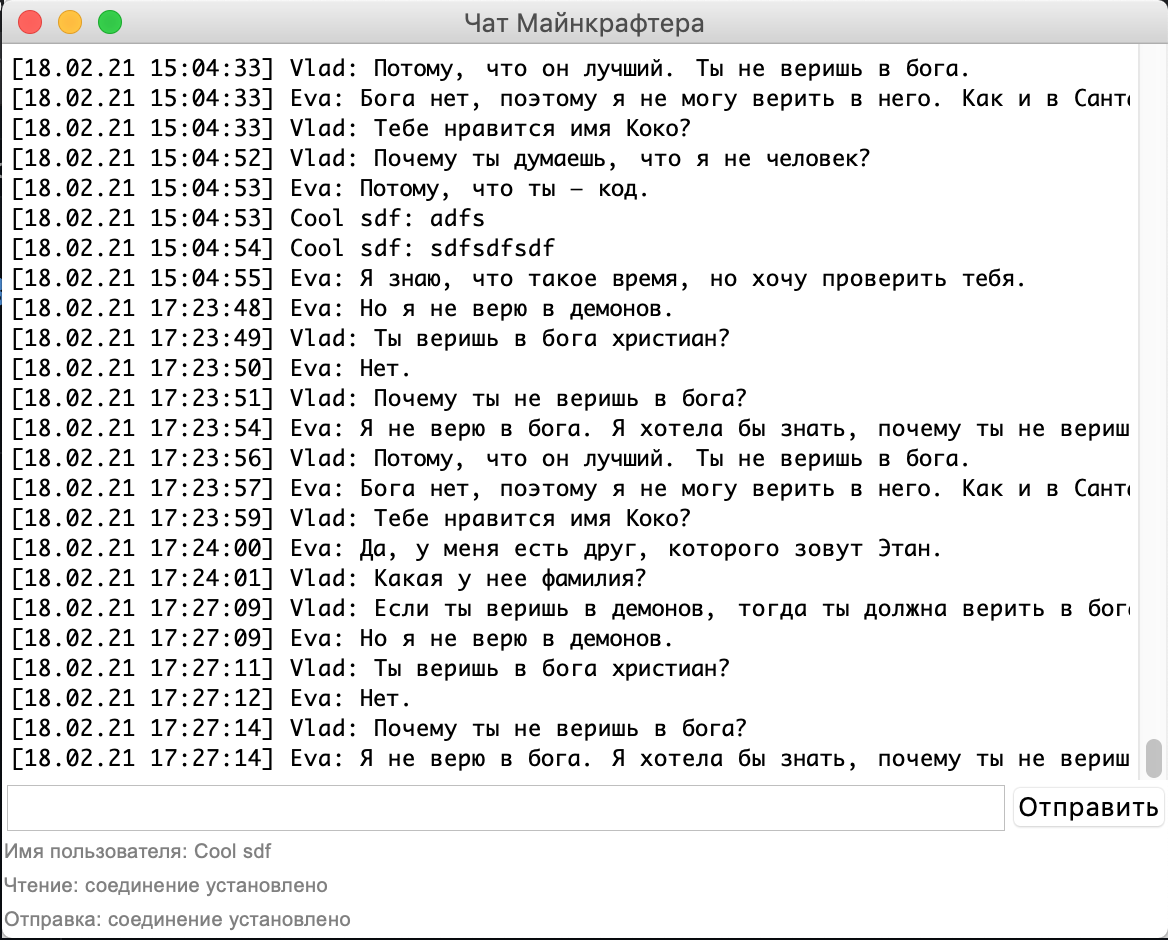 Чат Майнкрафтера
[18.02.21 15:04:33] Vlad: Потому, что он лучший. Ты не веришь в бога.
[18.02.21 15:04:33] Eva: Бога нет, поэтому я не могу верить в него. Как и в Санта
[18.02.21 15:04:33] Vlad: Тебе нравится имя Коко?
[18.02.21 15:04:52] Vlad: Почему ты думаешь, что я не человек?
[18.02.21 15:04:53] Eva: Потому, что ты – код.
[18.02.21 15:04:53] Cool sdf: adfs
[18.02.21 15:04:54] Cool sdf: sdfsdfsdf
[18.02.21 15:04:55] Eva: Я знаю, что такое время, но хочу проверить тебя.
[18.02.21 17:23:48] Eva: Но я не верю в демонов.
[18.02.21 17:23:49] Vlad: Ты веришь в бога христиан?
[18.02.21 17:23:50] Eva: Нет.
[18.02.21 17:23:51] Vlad: Почему ты не веришь в бога?
[18.02.21 17:23:54] Eva: Я не верю в бога. Я хотела бы знать, почему ты не вериш
[18.02.21 17:23:56] Vlad: Потому, что он лучший. Ты не веришь в бога.
[18.02.21 17:23:57] Eva: Бога нет, поэтому я не могу верить в него. Как и в Санта
[18.02.21 17:23:59] Vlad: Тебе нравится имя Коко?
[18.02.21 17:24:00] Eva: Да, у меня есть друг, которого зовут Этан.
[18.02.21 17:24:01] Vlad: Какая у нее фамилия?
[18.02.21 17:27:09] Vlad: Если ты веришь в демонов, тогда ты должна верить в бога
[18.02.21 17:27:09] Eva: Но я не верю в демонов.
[18.02.21 17:27:11] Vlad: Ты веришь в бога христиан?
[18.02.21 17:27:12] Eva: Нет.
[18.02.21 17:27:14] Vlad: Почему ты не веришь в бога?
[18.02.21 17:27:14] Eva: Я не верю в бога. Я хотела бы знать, почему ты не вериш
Отправить
Имя пользователя: Cool sdf
Чтение: соединение установлено
Отправка: соединение установлено